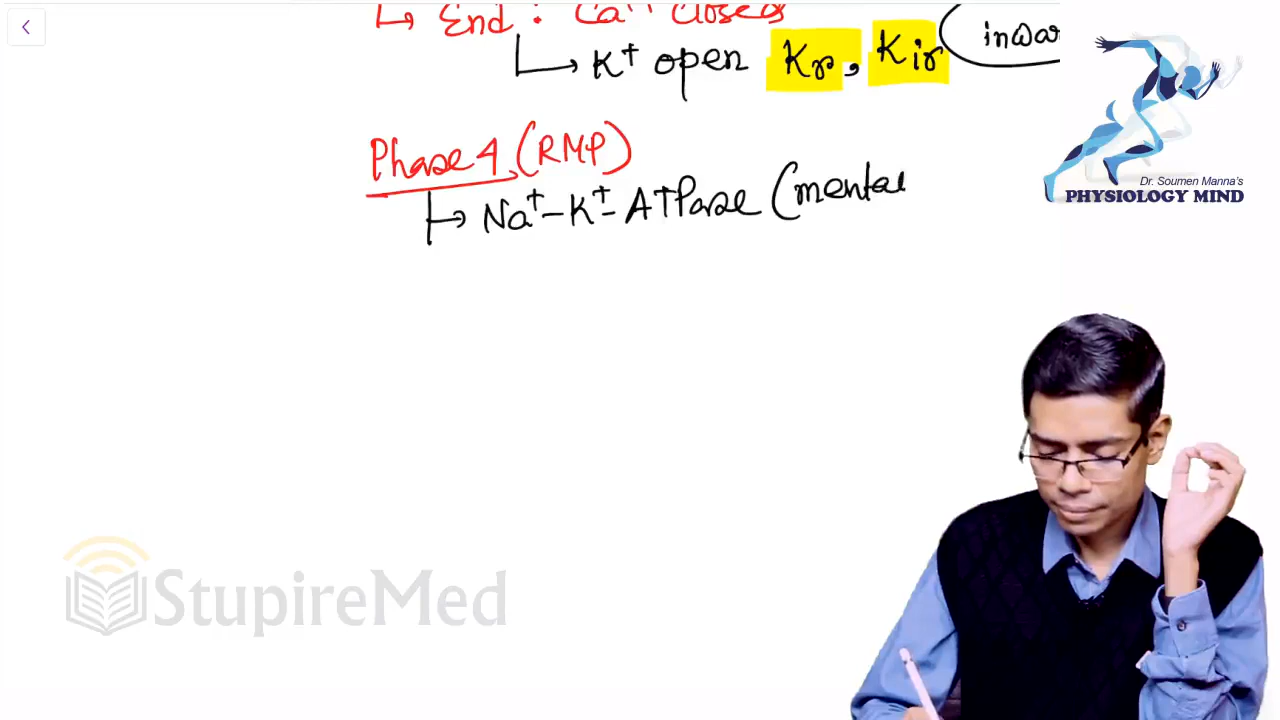 ↳ End : Ca⁺⁺ closes
↳ K⁺ open Kr, Kir
inwar
Phase 4 (RMP)
↳ Na⁺-K⁺-ATPase (mentai
Dr. Soumen Manna's
PHYSIOLOGY MIND
StupireMed